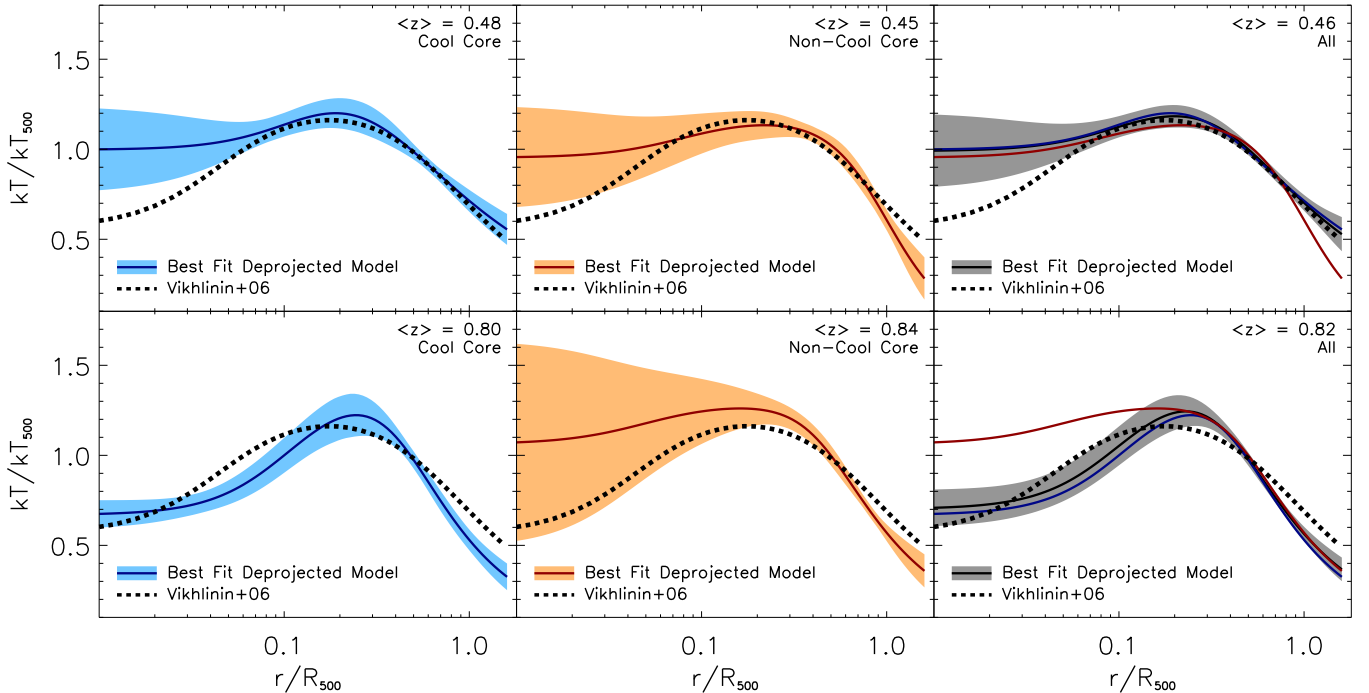 <z> = 0.48
Cool Core
<z> = 0.45
Non-Cool Core
<z> = 0.46
All
kT/kT500
1.5
1.0
0.5
Best Fit Deprojected Model
Vikhlinin+06
Best Fit Deprojected Model
Vikhlinin+06
Best Fit Deprojected Model
Vikhlinin+06
<z> = 0.80
Cool Core
<z> = 0.84
Non-Cool Core
<z> = 0.82
All
kT/kT500
1.5
1.0
0.5
Best Fit Deprojected Model
Vikhlinin+06
Best Fit Deprojected Model
Vikhlinin+06
Best Fit Deprojected Model
Vikhlinin+06
0.1 1.0
0.1 1.0
0.1 1.0
r/R500
r/R500
r/R500